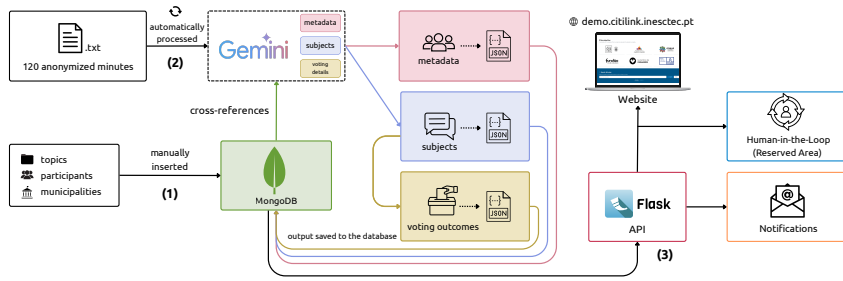 .txt
120 anonymized minutes
automatically
processed
(2)
Gemini
metadata
subjects
voting
details
{...}
JSON
metadata
cross-references
topics
participants
municipalities
manually
inserted
(1)
MongoDB
{...}
JSON
subjects
{...}
JSON
voting outcomes
output saved to the database
demo.citilink.inesctec.pt
Website
Human-in-the-Loop
(Reserved Area)
Flask
API
(3)
Notifications